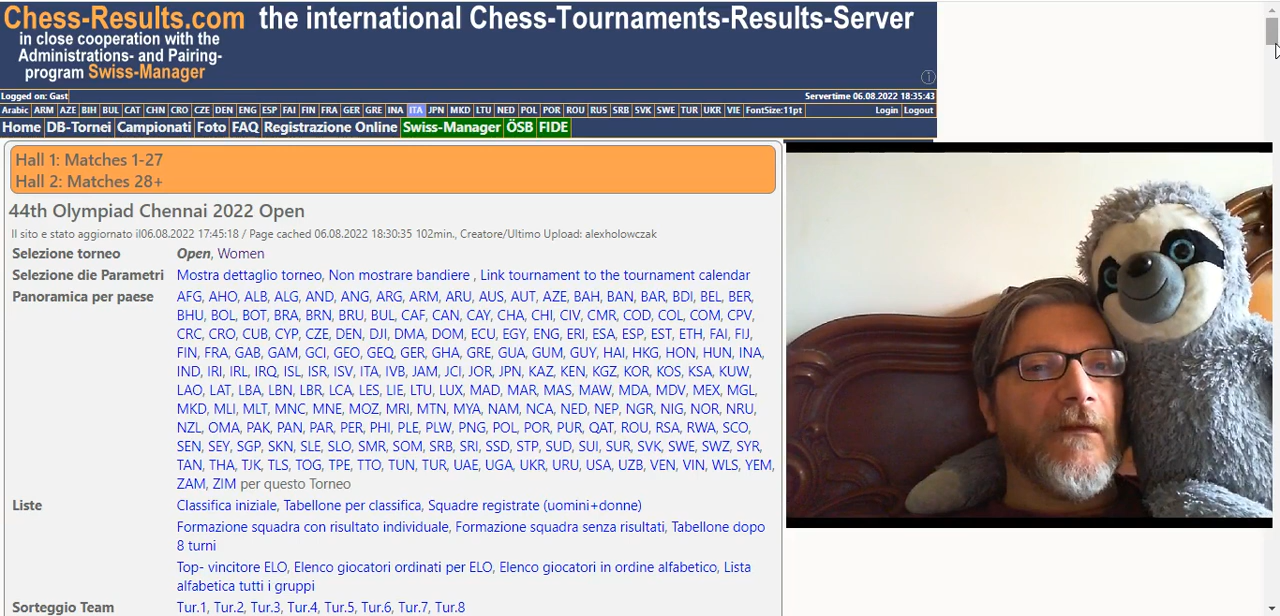 Chess-Results.com the international Chess-Tournaments-Results-Server
in close cooperation with the
Administrations- and Pairing-
program Swiss-Manager
Logged on: Gast
Servertime 06.08.2022 18:35:43
Arabic ARM AZE BIH BUL CAT CHN CRO CZE DEN ENG ESP FAI FIN FRA GER GRE INA ITA JPN MKD LTU NED POL POR ROU RUS SRB SVK SWE TUR UKR VIE FontSize:11pt Login Logout
Home DB-Tornei Campionati Foto FAQ Registrazione Online Swiss-Manager ÖSB FIDE
Hall 1: Matches 1-27
Hall 2: Matches 28+
44th Olympiad Chennai 2022 Open
Il sito e stato aggiornato il06.08.2022 17:45:18 / Page cached 06.08.2022 18:30:35 102min., Creatore/Ultimo Upload: alexholowczak
Selezione torneo Open, Women
Selezione die Parametri Mostra dettaglio torneo, Non mostrare bandiere , Link tournament to the tournament calendar
Panoramica per paese AFG, AHO, ALB, ALG, AND, ANG, ARG, ARM, ARU, AUS, AUT, AZE, BAH, BAN, BAR, BDI, BEL, BER,
BHU, BOL, BOT, BRA, BRN, BRU, BUL, CAF, CAN, CAY, CHA, CHI, CIV, CMR, COD, COL, COM, CPV,
CRC, CRO, CUB, CYP, CZE, DEN, DJI, DMA, DOM, ECU, EGY, ENG, ERI, ESA, ESP, EST, ETH, FAI, FIJ,
FIN, FRA, GAB, GAM, GCI, GEO, GEQ, GER, GHA, GRE, GUA, GUM, GUY, HAI, HKG, HON, HUN, INA,
IND, IRI, IRL, IRQ, ISL, ISR, ISV, ITA, IVB, JAM, JCI, JOR, JPN, KAZ, KEN, KGZ, KOR, KOS, KSA, KUW,
LAO, LAT, LBA, LBN, LBR, LCA, LES, LIE, LTU, LUX, MAD, MAR, MAS, MAW, MDA, MDV, MEX, MGL,
MKD, MLI, MLT, MNC, MNE, MOZ, MRI, MTN, MYA, NAM, NCA, NED, NEP, NGR, NIG, NOR, NRU,
NZL, OMA, PAK, PAN, PAR, PER, PHI, PLE, PLW, PNG, POL, POR, PUR, QAT, ROU, RSA, RWA, SCO,
SEN, SEY, SGP, SKN, SLE, SLO, SMR, SOM, SRB, SRI, SSD, STP, SUD, SUI, SUR, SVK, SWE, SWZ, SYR,
TAN, THA, TJK, TLS, TOG, TPE, TTO, TUN, TUR, UAE, UGA, UKR, URU, USA, UZB, VEN, VIN, WLS, YEM,
ZAM, ZIM per questo Torneo
Liste Classifica iniziale, Tabellone per classifica, Squadre registrate (uomini+donne)
Formazione squadra con risultato individuale, Formazione squadra senza risultati, Tabellone dopo
8 turni
Top- vincitore ELO, Elenco giocatori ordinati per ELO, Elenco giocatori in ordine alfabetico, Lista
alfabetica tutti i gruppi
Sorteggio Team Tur.1, Tur.2, Tur.3, Tur.4, Tur.5, Tur.6, Tur.7, Tur.8